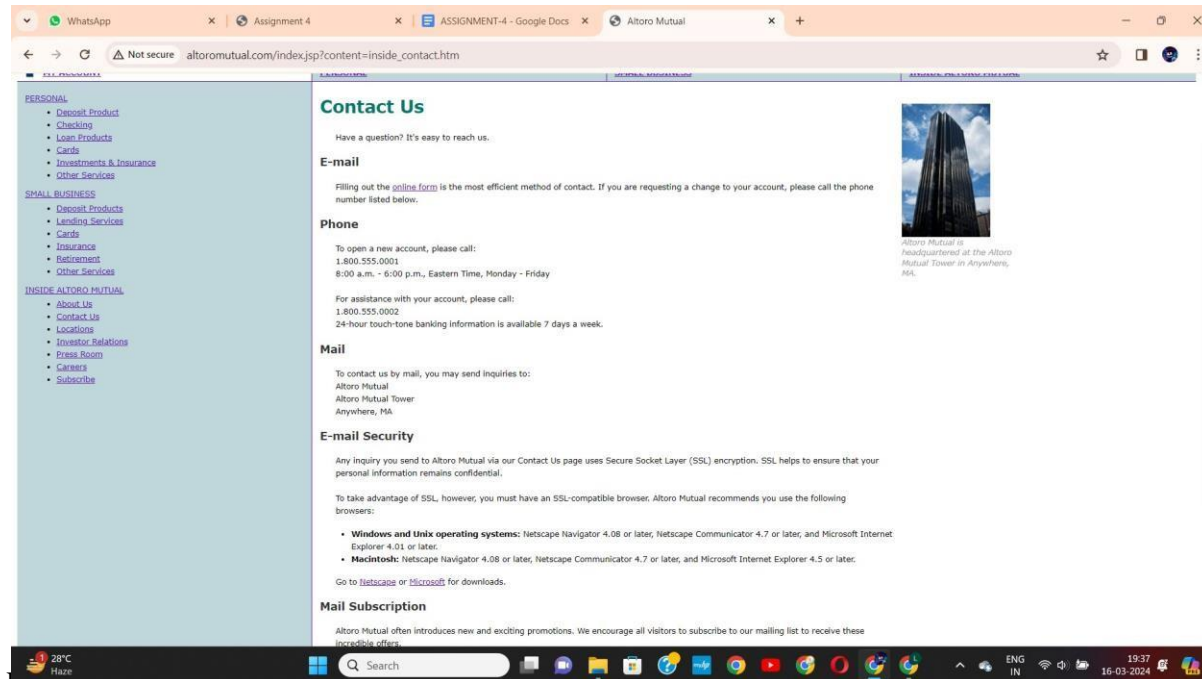 WhatsApp
Assignment 4
ASSIGNMENT-4 - Google Docs
Altoro Mutual
Not secure
altoromutual.com/index.jsp?content=inside_contact.htm
MY ACCOUNT
PERSONAL
SMALL BUSINESS
INSIDE ALTORO MUTUAL
PERSONAL
Deposit Product
Checking
Loan Products
Cards
Investments & Insurance
Other Services
SMALL BUSINESS
Deposit Products
Lending Services
Cards
Insurance
Retirement
Other Services
INSIDE ALTORO MUTUAL
About Us
Contact Us
Locations
Investor Relations
Press Room
Careers
Subscribe
Contact Us
Have a question? It's easy to reach us.
E-mail
Filling out the online form is the most efficient method of contact. If you are requesting a change to your account, please call the phone
number listed below.
Phone
To open a new account, please call:
1.800.555.0001
8:00 a.m. - 6:00 p.m., Eastern Time, Monday - Friday
For assistance with your account, please call:
1.800.555.0002
24-hour touch-tone banking information is available 7 days a week.
Mail
To contact us by mail, you may send inquiries to:
Altoro Mutual
Altoro Mutual Tower
Anywhere, MA
E-mail Security
Any inquiry you send to Altoro Mutual via our Contact Us page uses Secure Socket Layer (SSL) encryption. SSL helps to ensure that your
personal information remains confidential.
To take advantage of SSL, however, you must have an SSL-compatible browser. Altoro Mutual recommends you use the following
browsers:
Windows and Unix operating systems: Netscape Navigator 4.08 or later, Netscape Communicator 4.7 or later, and Microsoft Internet
Explorer 4.01 or later.
Macintosh: Netscape Navigator 4.08 or later, Netscape Communicator 4.7 or later, and Microsoft Internet Explorer 4.5 or later.
Go to Netscape or Microsoft for downloads.
Mail Subscription
Altoro Mutual often introduces new and exciting promotions. We encourage all visitors to subscribe to our mailing list to receive these
incredible offers.
Altoro Mutual is
headquartered at the Altoro
Mutual Tower in Anywhere,
MA.
1
28°C
Haze
Search
ENG
IN
19:37
16-03-2024